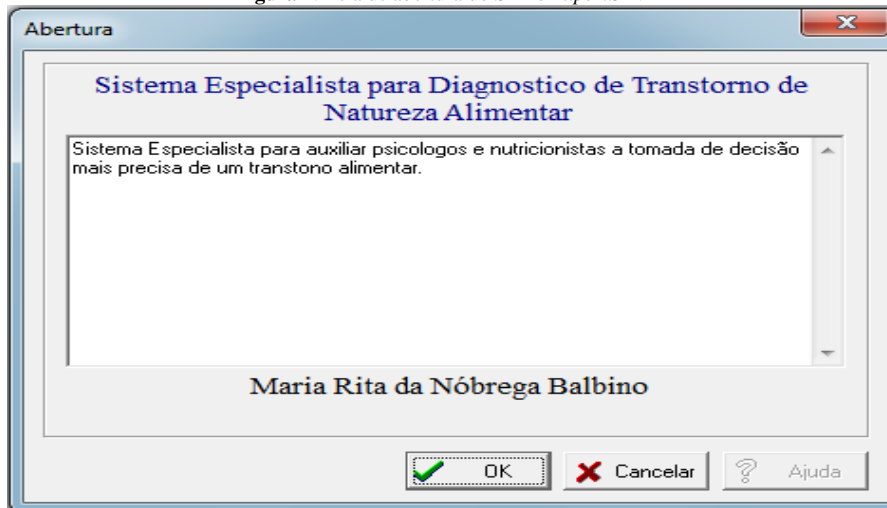 Abertura
Sistema Especialista para Diagnostico de Transtorno de
Natureza Alimentar
Sistema Especialista para auxiliar psicologos e nutricionistas a tomada de decisão
mais precisa de um transtono alimentar.
Maria Rita da Nóbrega Balbino
OK
Cancelar
Ajuda